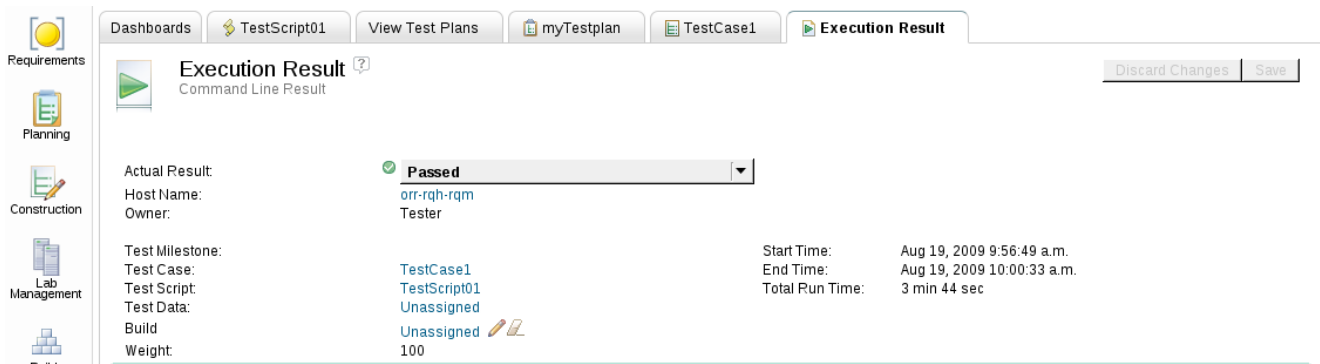 Dashboards TestScript01 View Test Plans myTestplan TestCase1 Execution Result
Requirements
Execution Result ?
Command Line Result
Discard Changes Save
Planning
Actual Result: Passed
Host Name: orr-rqh-rqm
Owner: Tester
Construction
Test Milestone: Start Time: Aug 19, 2009 9:56:49 a.m.
Test Case: TestCase1 End Time: Aug 19, 2009 10:00:33 a.m.
Test Script: TestScript01 Total Run Time: 3 min 44 sec
Lab
Management
Test Data: Unassigned
Build Unassigned
Weight: 100